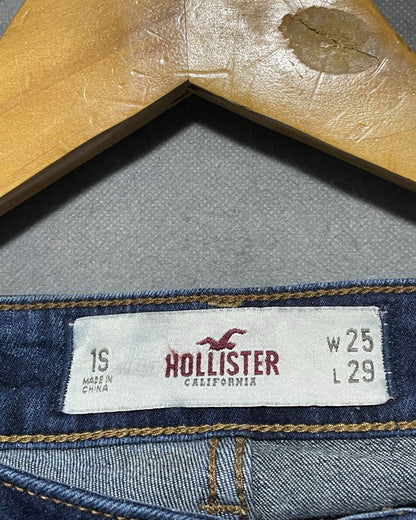 1S
MADE IN
CHINA
HOLLISTER
CALIFORNIA
W 25
L 29